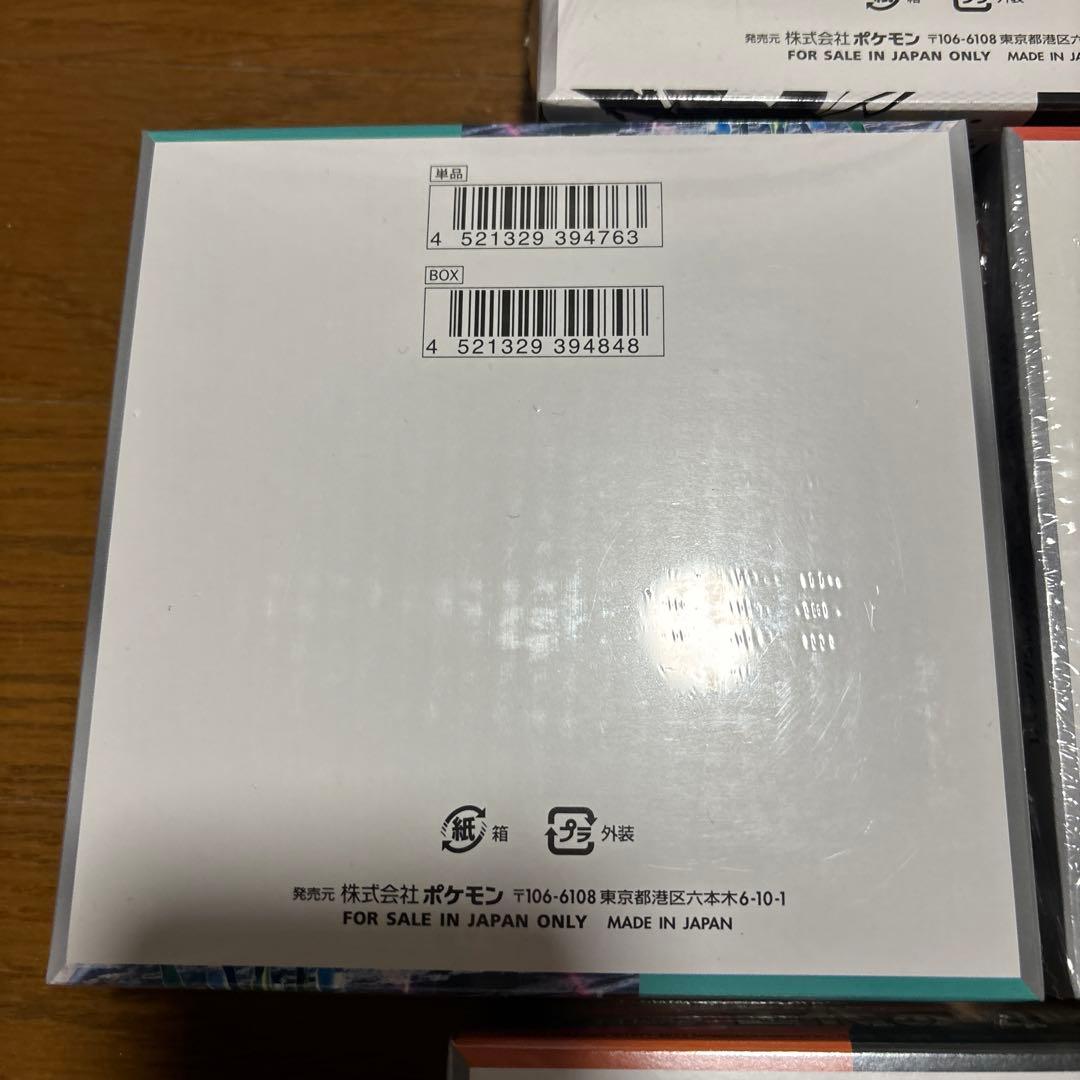 外装
発売元 株式会社 ポケモン 〒106-6108 東京都港区六
FOR SALE IN JAPAN ONLY MADE IN JA
単品
4 521329 394763
BOX
4 521329 394848
紙 箱 プラ 外装
発売元 株式会社 ポケモン 〒106-6108 東京都港区六本木6-10-1
FOR SALE IN JAPAN ONLY MADE IN JAPAN